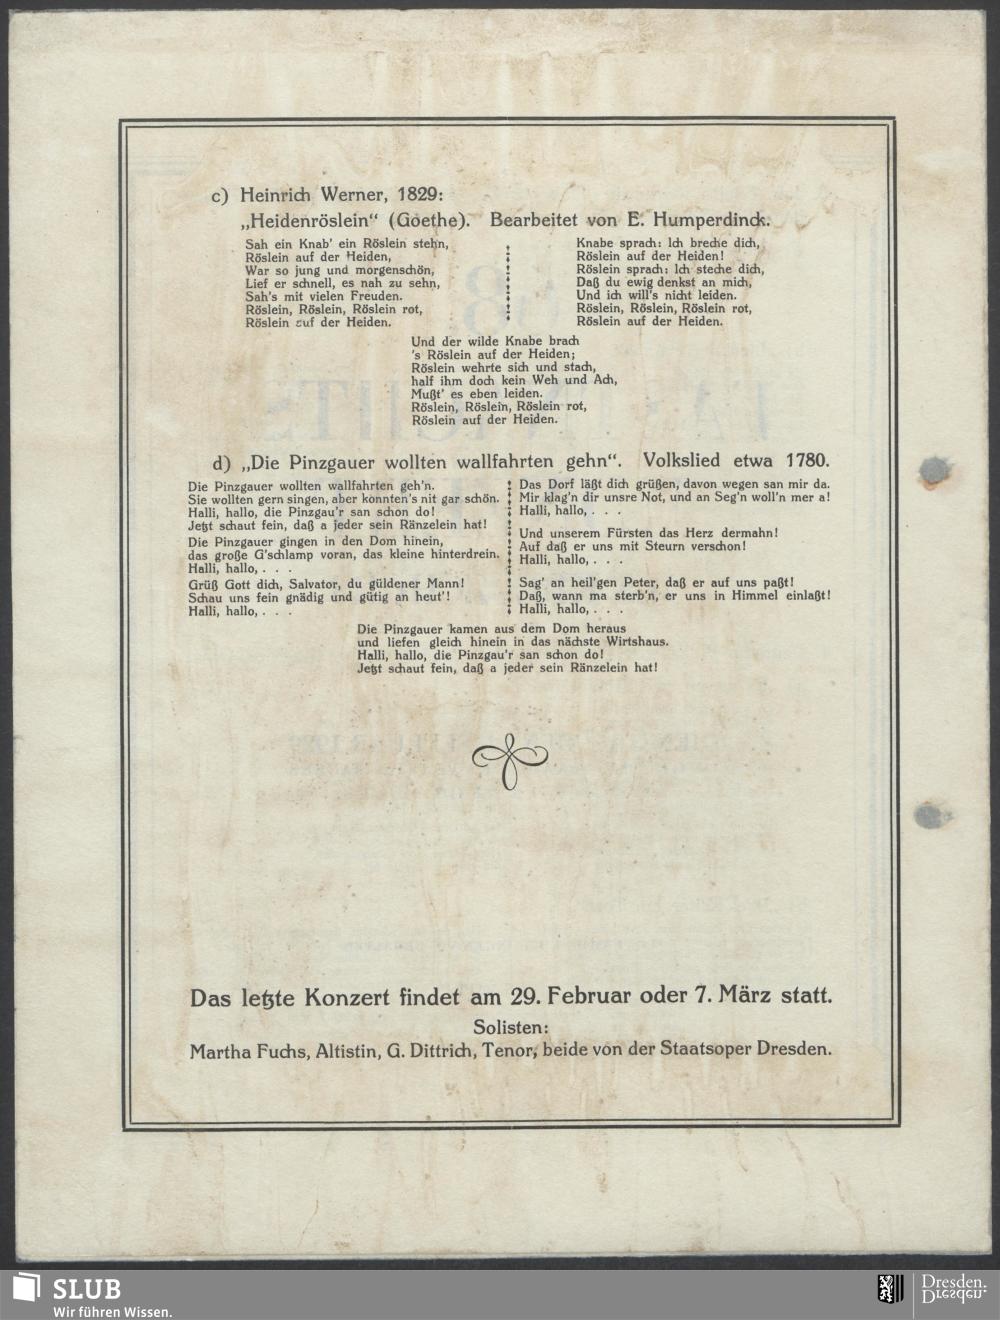 c) Heinrich Werner, 1829:
„Heidenröslein“ (Goethe). Bearbeitet von E. Humperdinck.
Sah ein Knab' ein Röslein stehn,
Röslein auf der Heiden,
War so jung und morgenschön,
Lief er schnell, es nah zu sehn,
Sah's mit vielen Freuden.
Röslein, Röslein, Röslein rot,
Röslein auf der Heiden.
Knabe sprach: Ich breche dich,
Röslein auf der Heiden!
Röslein sprach: Ich steche dich,
Daß du ewig denkst an mich,
Und ich will's nicht leiden.
Röslein, Röslein, Röslein rot,
Röslein auf der Heiden.
Und der wilde Knabe brach
's Röslein auf der Heiden;
Röslein wehrte sich und stach,
half ihm doch kein Weh und Ach,
Mußt' es eben leiden.
Röslein, Röslein, Röslein rot,
Röslein auf der Heiden.
d) „Die Pinzgauer wollten wallfahrten gehn“. Volkslied etwa 1780.
Die Pinzgauer wollten wallfahrten geh'n.
Sie wollten gern singen, aber konnten's nit gar schön.
Halli, hallo, die Pinzgau'r san schon do!
Jetzt schaut fein, daß a jeder sein Ränzelein hat!
Die Pinzgauer gingen in den Dom hinein,
das große G'schlamp voran, das kleine hinterdrein.
Halli, hallo, . . .
Grüß Gott dich, Salvator, du güldener Mann!
Schau uns fein gnädig und gütig an heut'!
Halli, hallo, . . .
Das Dorf läßt dich grüßen, davon wegen san mir da.
Mir klag'n dir unsre Not, und an Seg'n woll'n mer a!
Halli, hallo, . . .
Und unserem Fürsten das Herz dermahn!
Auf daß er uns mit Steurn verschon!
Halli, hallo, . . .
Sag' an heil'gen Peter, daß er auf uns paßt!
Daß, wann ma sterb'n, er uns in Himmel einlaßt!
Halli, hallo, . . .
Die Pinzgauer kamen aus dem Dom heraus
und liefen gleich hinein in das nächste Wirtshaus.
Halli, hallo, die Pinzgau'r san schon do!
Jetzt schaut fein, daß a jeder sein Ränzelein hat!
Das letzte Konzert findet am 29. Februar oder 7. März statt.
Solisten:
Martha Fuchs, Altistin, G. Dittrich, Tenor, beide von der Staatsoper Dresden.
SLUB
Wir führen Wissen.
Dresden.
Dresden.